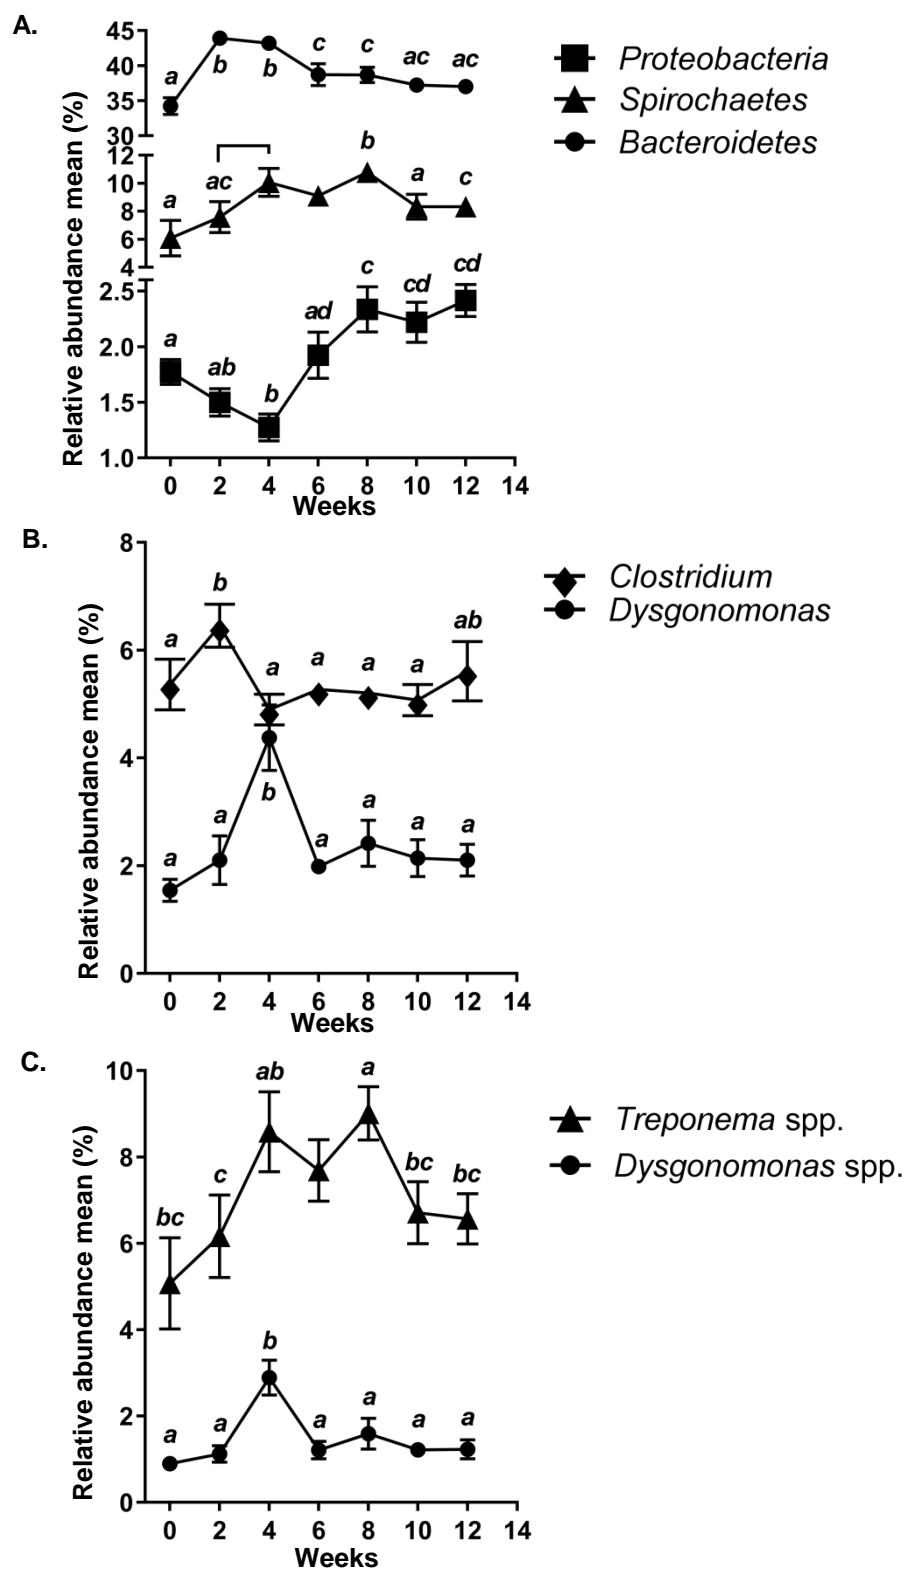 A.
Relative abundance mean (%)
45
40
35
30
12
10
8
6
4
2.5
2.0
1.5
1.0
a
b
b
c
c
ac
ac
a
ac
b
a
c
a
ab
b
ad
c
cd
cd
0 2 4 6 8 10 12 14
Weeks
Proteobacteria
Spirochaetes
Bacteroidetes
B.
Relative abundance mean (%)
8
6
4
2
0
a
b
a
a
a
a
ab
a
a
b
a
a
a
a
0 2 4 6 8 10 12 14
Weeks
Clostridium
Dysgonomonas
C.
Relative abundance mean (%)
10
8
6
4
2
0
bc
c
ab
a
bc
bc
a
a
b
a
a
a
a
0 2 4 6 8 10 12 14
Weeks
Treponema spp.
Dysgonomonas spp.